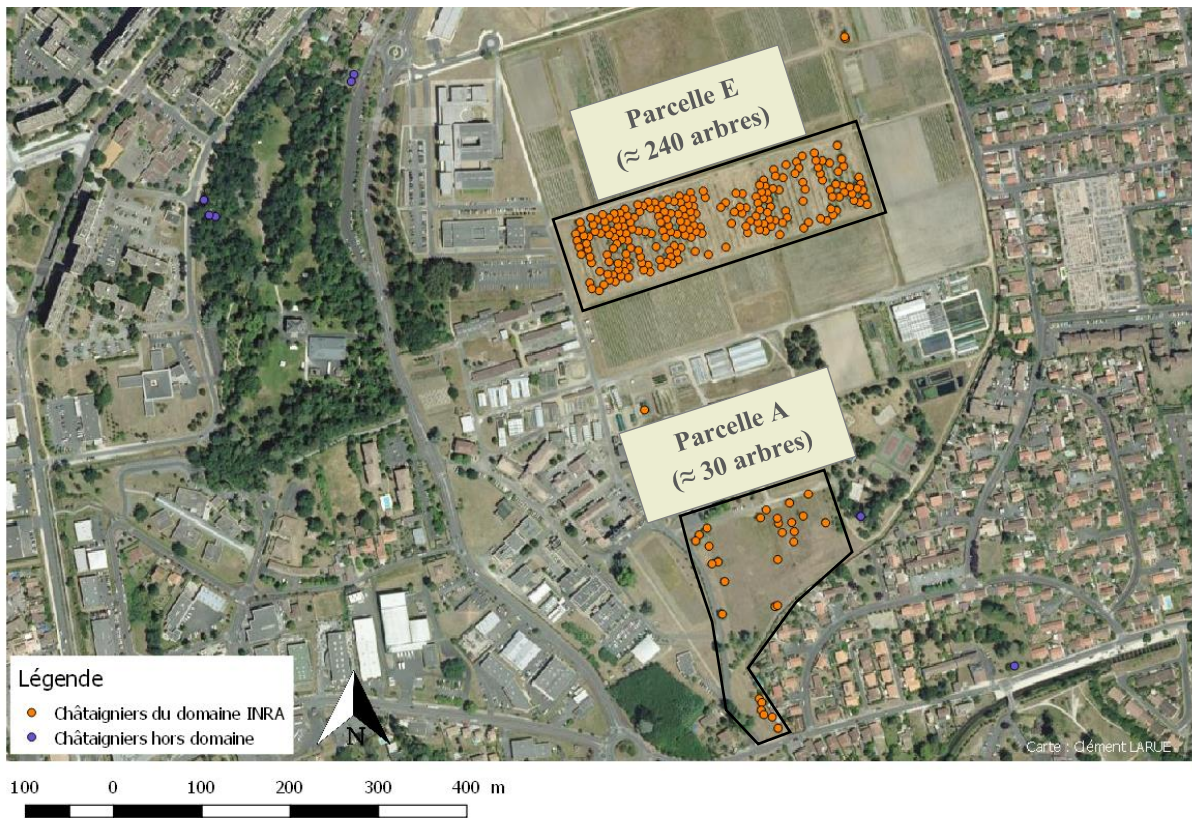 Parcelle E
(≈ 240 arbres)
Parcelle A
(≈ 30 arbres)
Légende
Châtaigniers du domaine INRA
Châtaigniers hors domaine
N
Carte : Clément LARUE
100 0 100 200 300 400 m